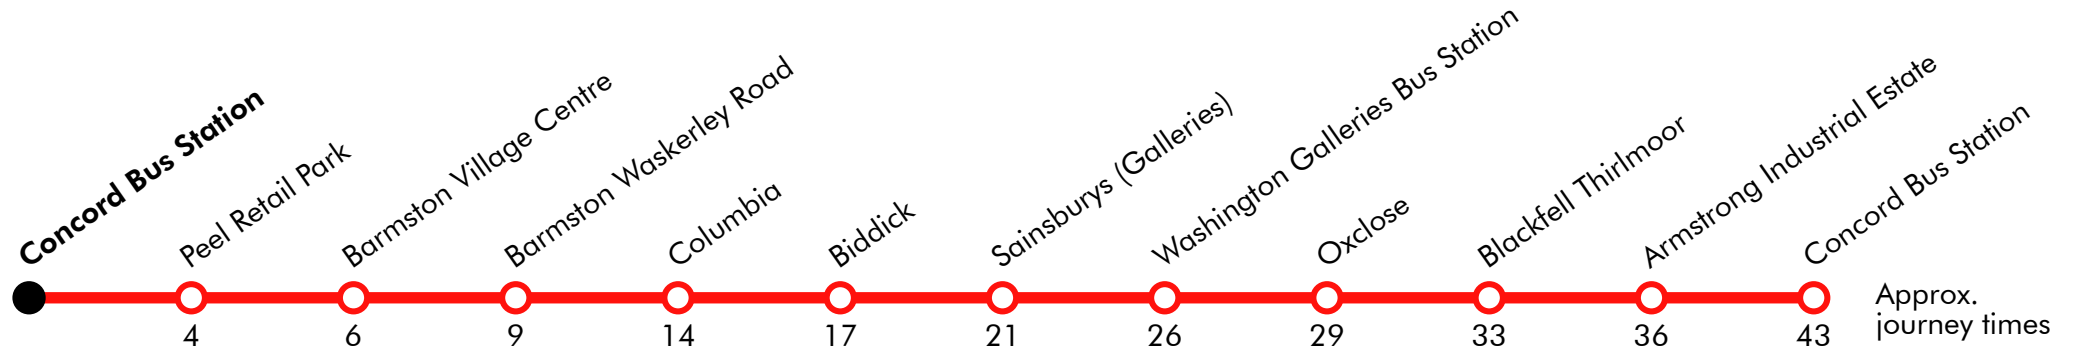 Concord Bus Station
Peel Retail Park
Barmston Village Centre
Barmston Waskerley Road
Columbia
Biddick
Sainsburys (Galleries)
Washington Galleries Bus Station
Oxclose
Blackfell Thirlmoor
Armstrong Industrial Estate
Concord Bus Station
4
6
9
14
17
21
26
29
33
36
43
Approx.
journey times